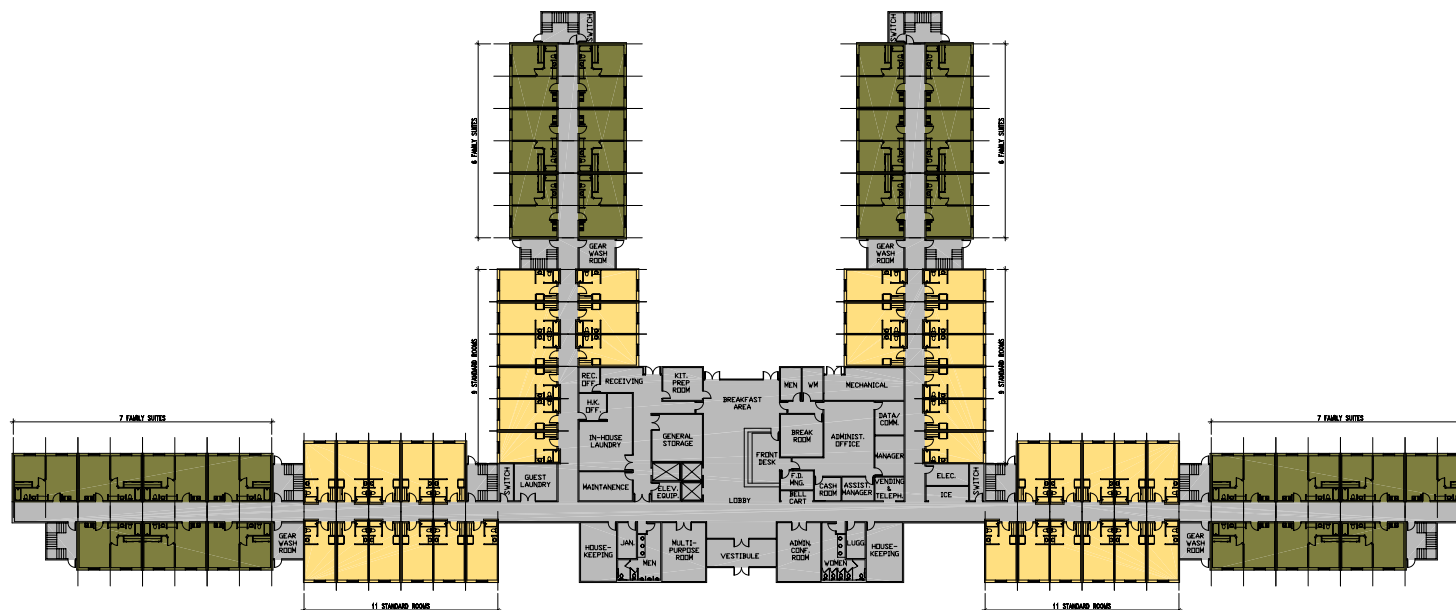 SWITCH
SWITCH
6 FAMILY SUITES
6 FAMILY SUITES
GEAR
WASH
ROOM
GEAR
WASH
ROOM
9 STANDARD ROOMS
9 STANDARD ROOMS
REC.
OFF.
RECEIVING
KIT.
PREP
ROOM
MEN
WM
MECHANICAL
H.K.
OFF.
BREAKFAST
AREA
7 FAMILY SUITES
7 FAMILY SUITES
IN-HOUSE
LAUNDRY
GENERAL
STORAGE
BREAK
ROOM
ADMINIST.
OFFICE
DATA/
COMM.
FRONT
DESK
MANAGER
SWITCH
GUEST
LAUNDRY
MAINTANENCE
ELEV.
EQUIP.
F.D.
MNG.
BELL
CART
CASH
ROOM
ASSIST.
MANAGER
VENDING
&
TELEPH.
ELEC.
ICE
SWITCH
LOBBY
GEAR
WASH
ROOM
HOUSE-
KEEPING
JAN.
MEN
MULTI-
PURPOSE
ROOM
VESTIBULE
ADMIN.
CONF.
ROOM
WOMEN
LUGG.
HOUSE-
KEEPING
GEAR
WASH
ROOM
11 STANDARD ROOMS
11 STANDARD ROOMS